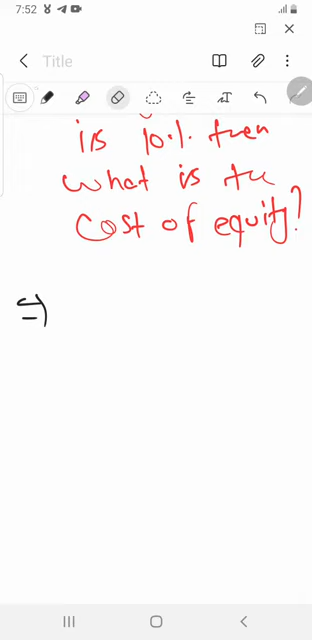 7:52
Title
is 10% then
what is the
cost of equity?
⇒